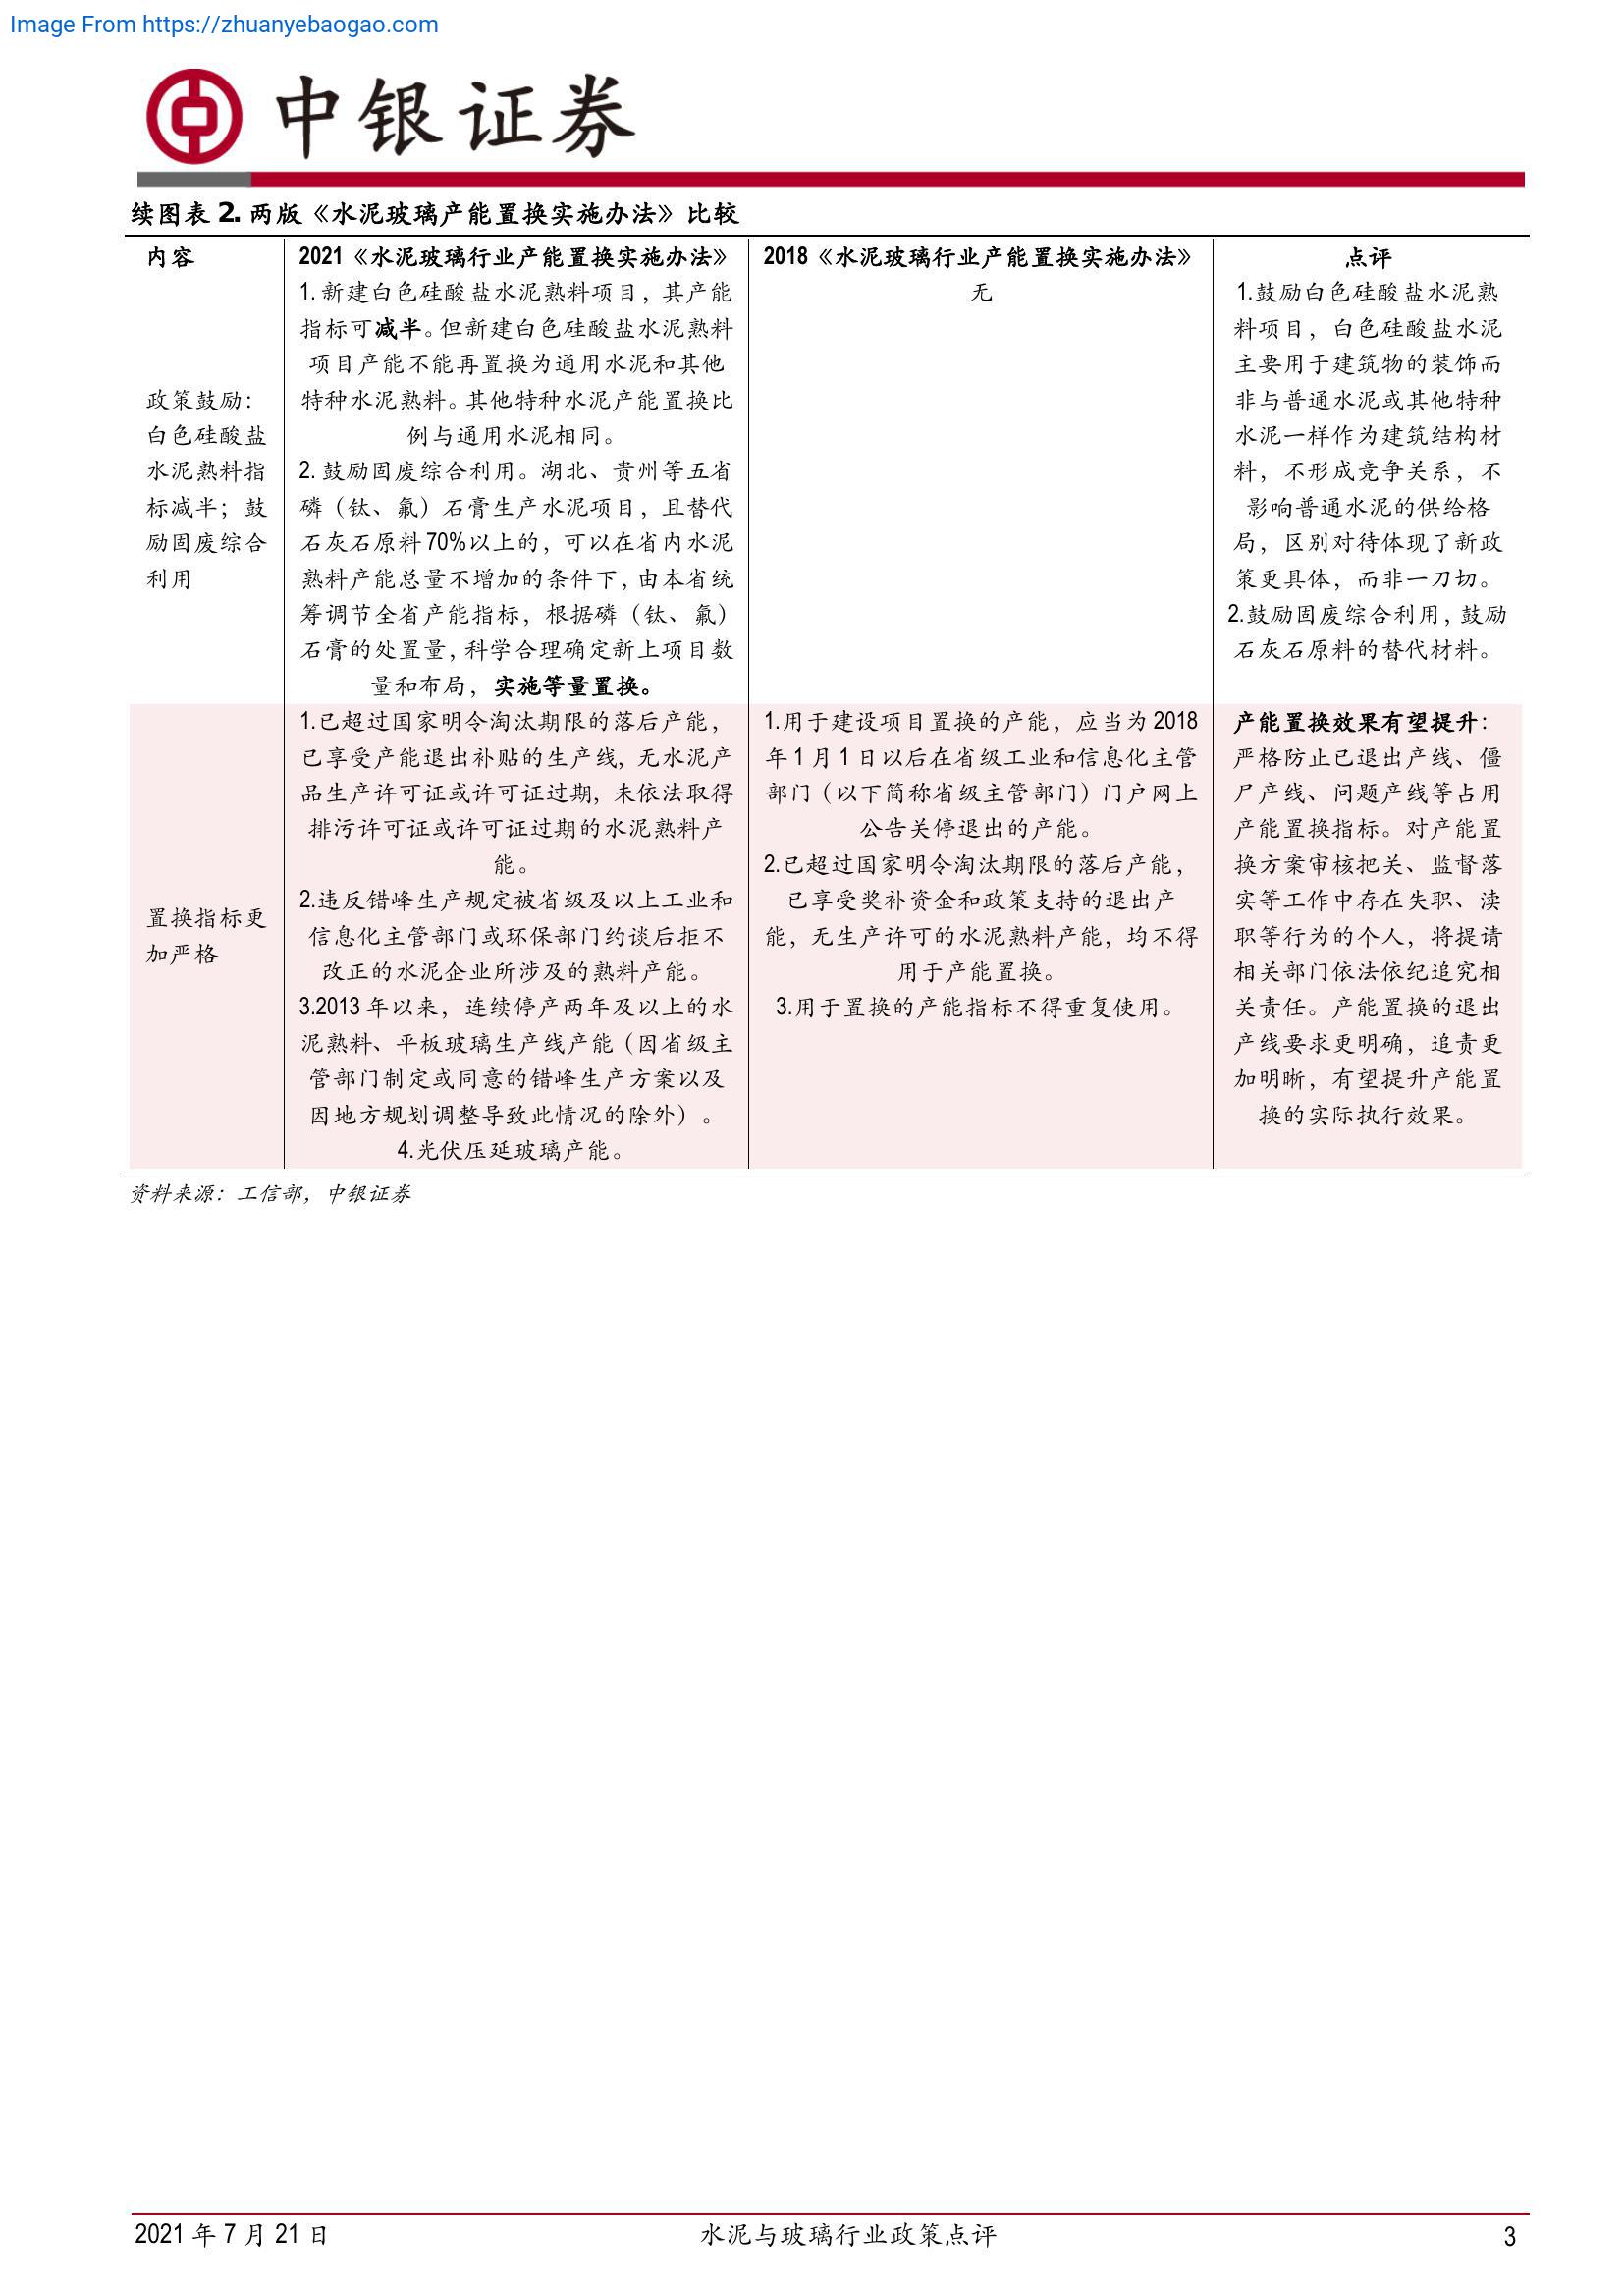 Image From https://zhuanyebaogao.com
中银证券
续图表 2. 两版《水泥玻璃产能置换实施办法》比较
内容
2021《水泥玻璃行业产能置换实施办法》
2018《水泥玻璃行业产能置换实施办法》
点评
政策鼓励：
白色硅酸盐
水泥熟料指
标减半；鼓
励固废综合
利用
1. 新建白色硅酸盐水泥熟料项目，其产能
指标可减半。但新建白色硅酸盐水泥熟料
项目产能不能再置换为通用水泥和其他
特种水泥熟料。其他特种水泥产能置换比
例与通用水泥相同。
2. 鼓励固废综合利用。湖北、贵州等五省
磷（钛、氟）石膏生产水泥项目，且替代
石灰石原料 70%以上的，可以在省内水泥
熟料产能总量不增加的条件下，由本省统
筹调节全省产能指标，根据磷（钛、氟）
石膏的处置量，科学合理确定新上项目数
量和布局，实施等量置换。
无
1.鼓励白色硅酸盐水泥熟
料项目，白色硅酸盐水泥
主要用于建筑物的装饰而
非与普通水泥或其他特种
水泥一样作为建筑结构材
料，不形成竞争关系，不
影响普通水泥的供给格
局，区别对待体现了新政
策更具体，而非一刀切。
2.鼓励固废综合利用，鼓励
石灰石原料的替代材料。
置换指标更
加严格
1.已超过国家明令淘汰期限的落后产能，
已享受产能退出补贴的生产线，无水泥产
品生产许可证或许可证过期，未依法取得
排污许可证或许可证过期的水泥熟料产
能。
2.违反错峰生产规定被省级及以上工业和
信息化主管部门或环保部门约谈后拒不
改正的水泥企业所涉及的熟料产能。
3.2013 年以来，连续停产两年及以上的水
泥熟料、平板玻璃生产线产能（因省级主
管部门制定或同意的错峰生产方案以及
因地方规划调整导致此情况的除外）。
4.光伏压延玻璃产能。
1.用于建设项目置换的产能，应当为 2018
年 1 月 1 日以后在省级工业和信息化主管
部门（以下简称省级主管部门）门户网上
公告关停退出的产能。
2.已超过国家明令淘汰期限的落后产能，
已享受奖补资金和政策支持的退出产
能，无生产许可的水泥熟料产能，均不得
用于产能置换。
3.用于置换的产能指标不得重复使用。
产能置换效果有望提升：
严格防止已退出产线、僵
尸产线、问题产线等占用
产能置换指标。对产能置
换方案审核把关、监督落
实等工作中存在失职、渎
职等行为的个人，将提请
相关部门依法依纪追究相
关责任。产能置换的退出
产线要求更明确，追责更
加明晰，有望提升产能置
换的实际执行效果。
资料来源：工信部，中银证券
2021 年 7 月 21 日
水泥与玻璃行业政策点评
3